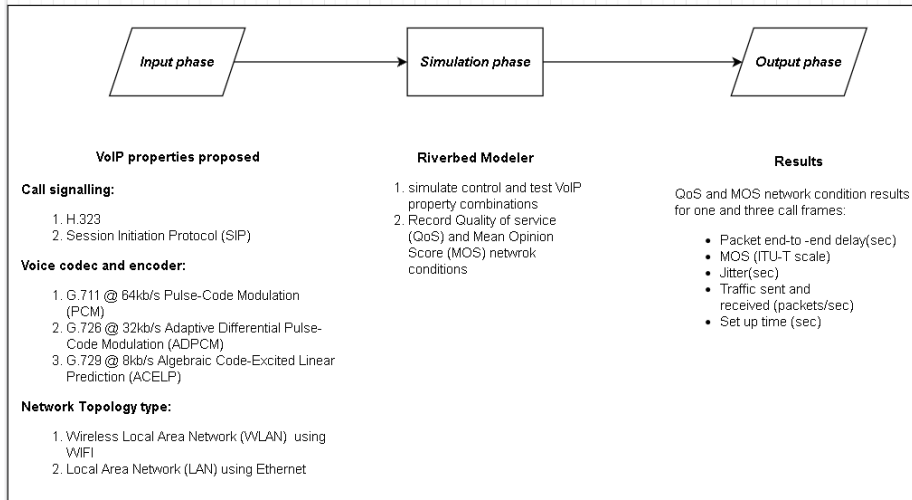 Input phase
Simulation phase
Output phase
VoIP properties proposed
Call signalling:
1. H.323
2. Session Initiation Protocol (SIP)
Voice codec and encoder:
1. G.711 @ 64kb/s Pulse-Code Modulation
(PCM)
2. G.726 @ 32kb/s Adaptive Differential Pulse-
Code Modulation (ADPCM)
3. G.729 @ 8kb/s Algebraic Code-Excited Linear
Prediction (ACELP)
Network Topology type:
1. Wireless Local Area Network (WLAN) using
WIFI
2. Local Area Network (LAN) using Ethernet
Riverbed Modeler
1. simulate control and test VoIP
property combinations
2. Record Quality of service
(QoS) and Mean Opinion
Score (MOS) netwrok
conditions
Results
QoS and MOS network condition results
for one and three call frames:
• Packet end-to -end delay(sec)
• MOS (ITU-T scale)
• Jitter(sec)
• Traffic sent and
received (packets/sec)
• Set up time (sec)